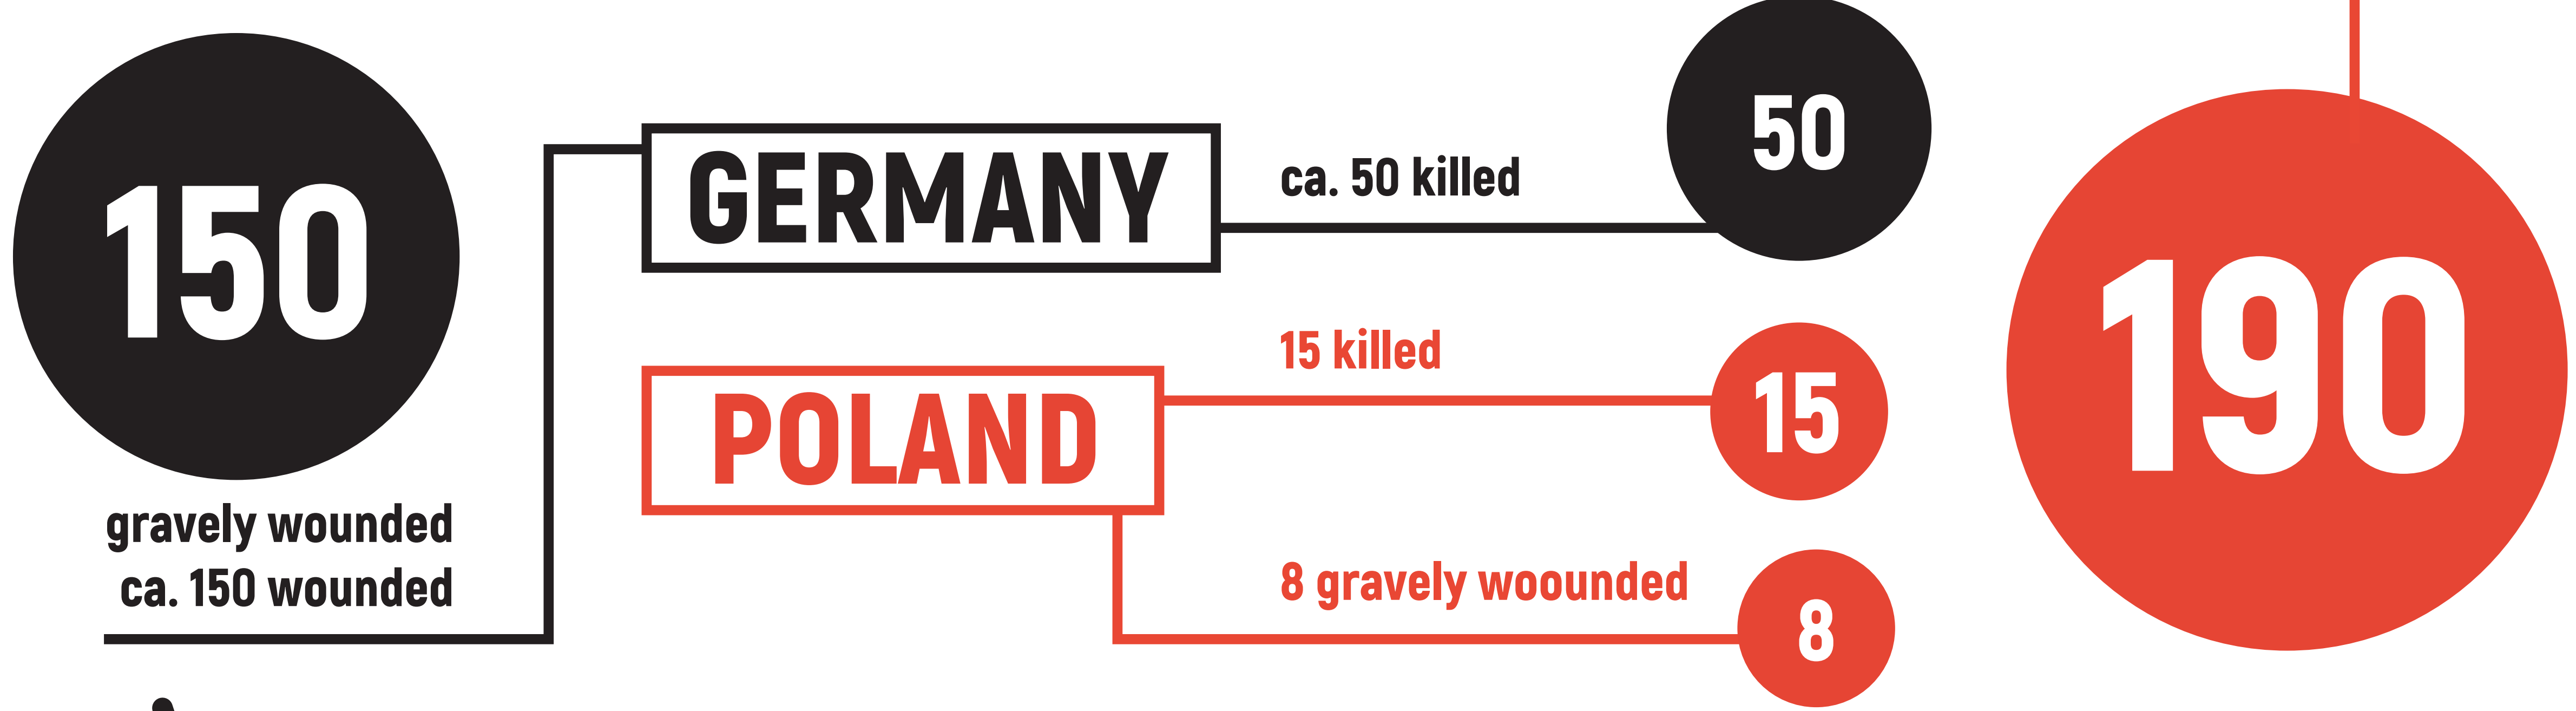 150
gravely wounded
ca. 150 wounded
GERMANY
ca. 50 killed
50
POLAND
15 killed
15
8 gravely woounded
8
190